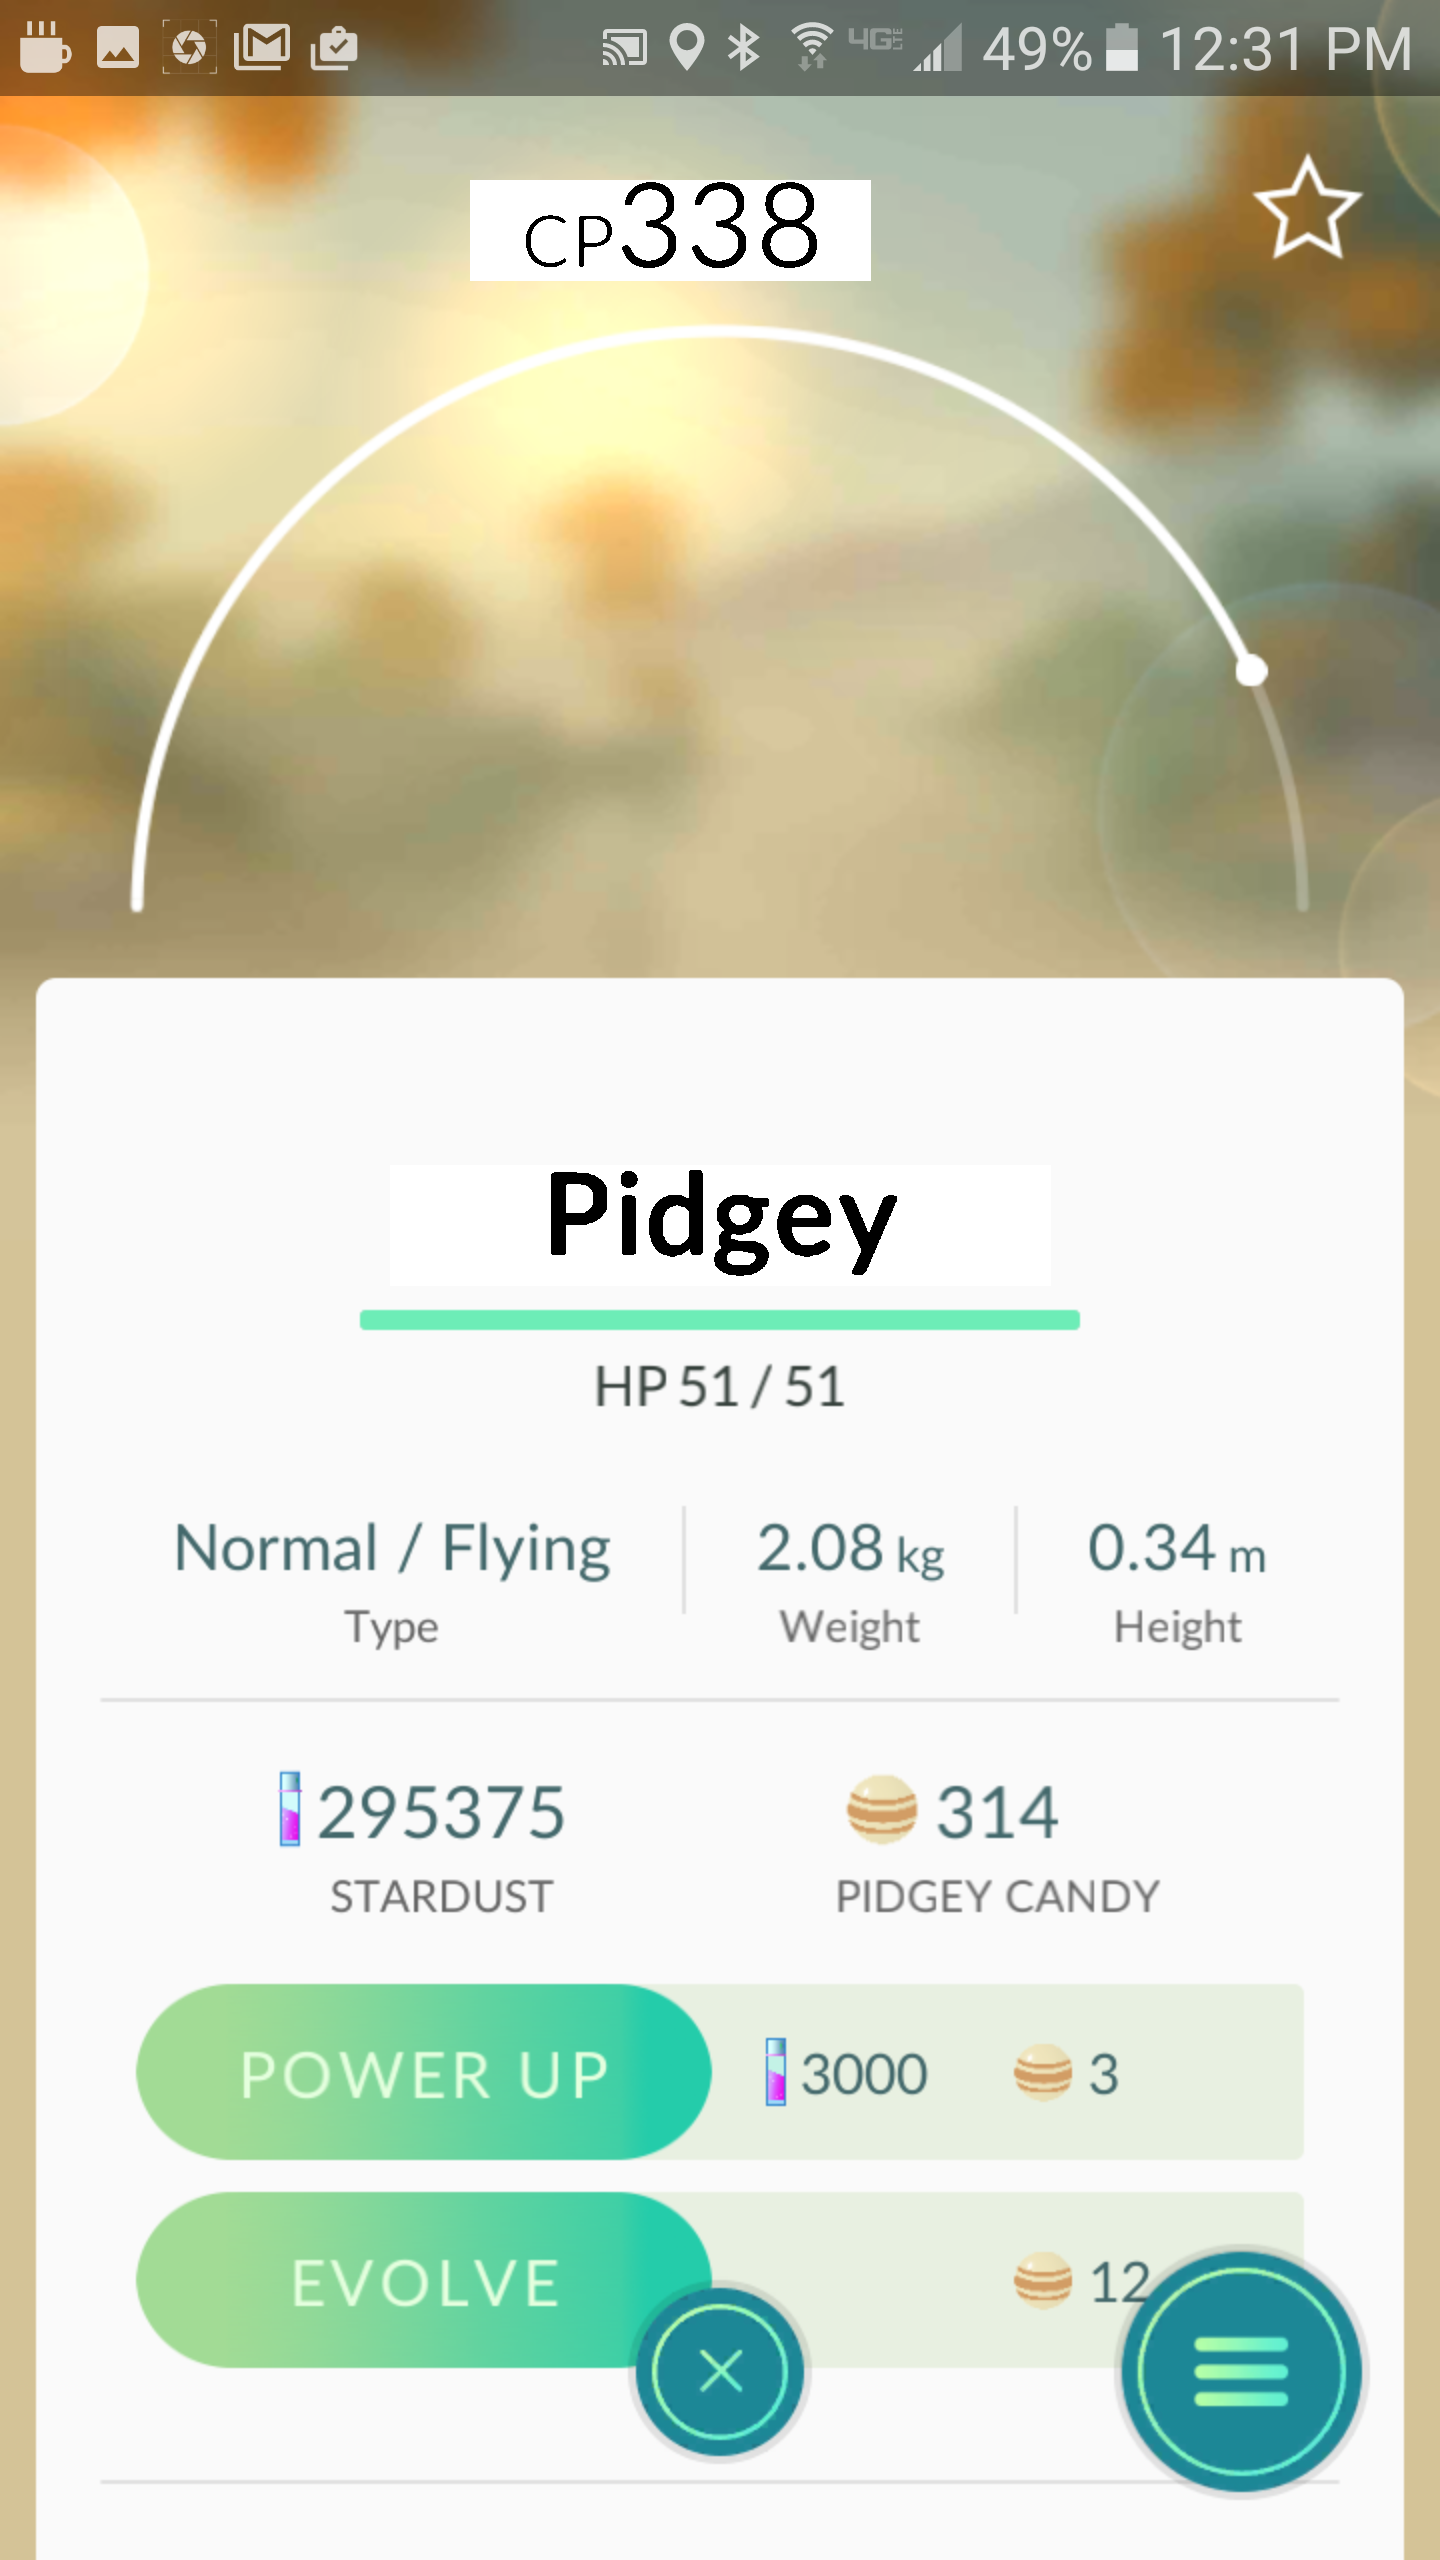 4G LTE 49% 12:31 PM
CP338
Pidgey
HP 51 / 51
Normal / Flying 2.08 kg 0.34 m
Type Weight Height
295375 314
STARDUST PIDGEY CANDY
POWER UP 3000 3
EVOLVE 12